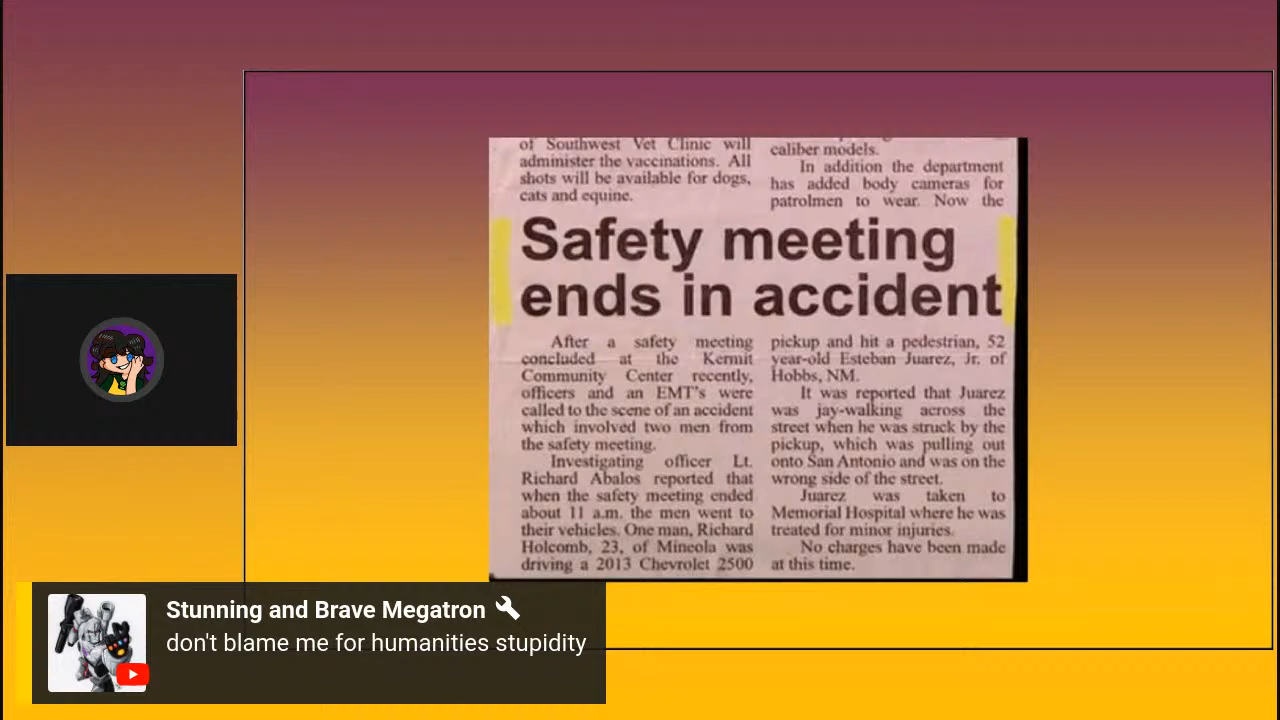 of Southwest Vet Clinic will
administer the vaccinations. All
shots will be available for dogs,
cats and equine.
caliber models.
In addition the department
has added body cameras for
patrolmen to wear. Now the
Safety meeting
ends in accident
After a safety meeting
concluded at the Kermit
Community Center recently,
officers and an EMT's were
called to the scene of an accident
which involved two men from
the safety meeting.
Investigating officer Lt.
Richard Abalos reported that
when the safety meeting ended
about 11 a.m. the men went to
their vehicles. One man, Richard
Holcomb, 23, of Mineola was
driving a 2013 Chevrolet 2500
pickup and hit a pedestrian, 52
year-old Esteban Juarez, Jr. of
Hobbs, NM.
It was reported that Juarez
was jay-walking across the
street when he was struck by the
pickup, which was pulling out
onto San Antonio and was on the
wrong side of the street.
Juarez was taken to
Memorial Hospital where he was
treated for minor injuries.
No charges have been made
at this time.
Stunning and Brave Megatron
don't blame me for humanities stupidity